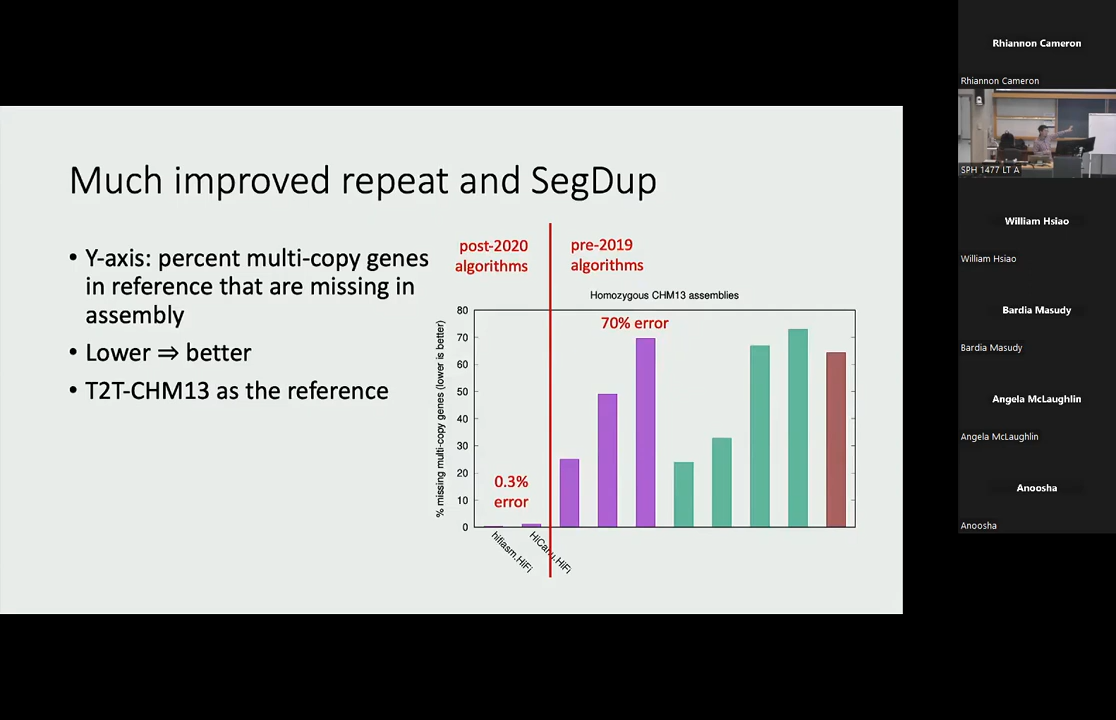 Much improved repeat and SegDup
• Y-axis: percent multi-copy genes
in reference that are missing in
assembly
• Lower ⇒ better
• T2T-CHM13 as the reference
post-2020
algorithms
pre-2019
algorithms
Homozygous CHM13 assemblies
% missing multi-copy genes (lower is better)
80
70
60
50
40
30
20
10
0
70% error
0.3%
error
hifiasm.HiFi
HiCanu.HiFi
Rhiannon Cameron
Rhiannon Cameron
SPH 1477 LT A
William Hsiao
William Hsiao
Bardia Masudy
Bardia Masudy
Angela McLaughlin
Angela McLaughlin
Anoosha
Anoosha